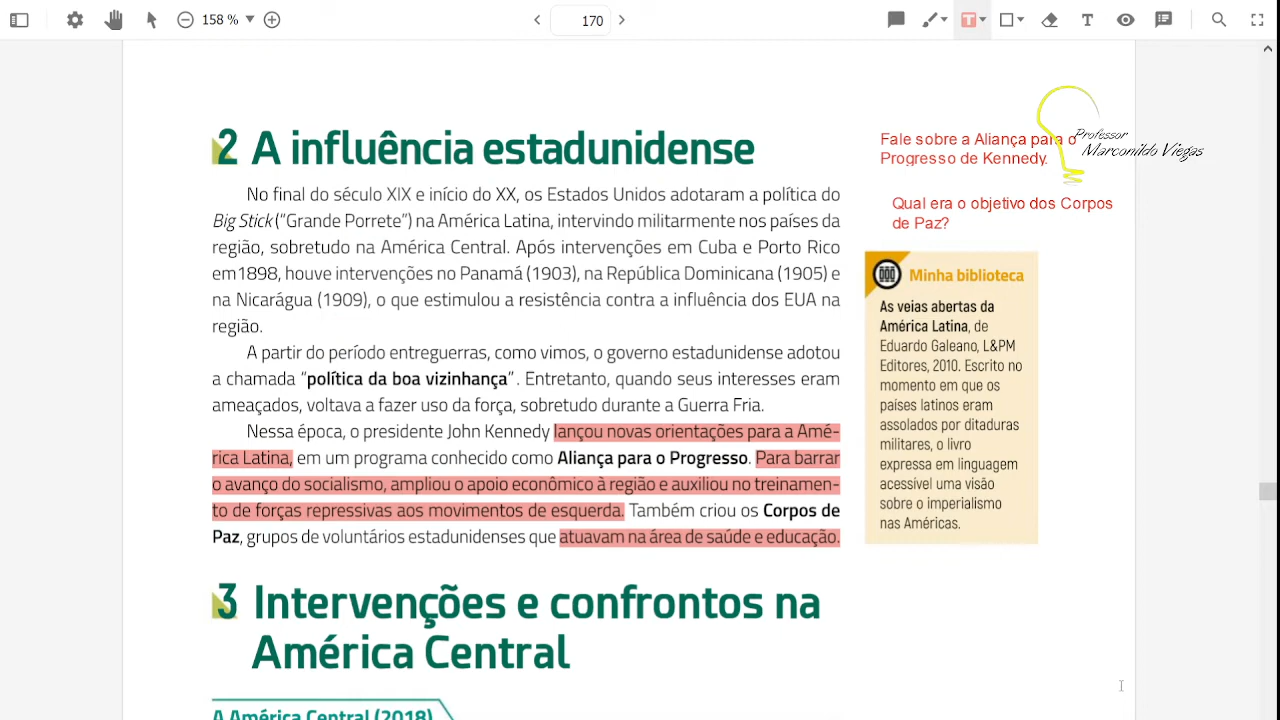 158 %
170
2 A influência estadunidense
No final do século XIX e início do XX, os Estados Unidos adotaram a política do
Big Stick (“Grande Porrete”) na América Latina, intervindo militarmente nos países da
região, sobretudo na América Central. Após intervenções em Cuba e Porto Rico
em1898, houve intervenções no Panamá (1903), na República Dominicana (1905) e
na Nicarágua (1909), o que estimulou a resistência contra a influência dos EUA na
região.
A partir do período entreguerras, como vimos, o governo estadunidense adotou
a chamada “política da boa vizinhança”. Entretanto, quando seus interesses eram
ameaçados, voltava a fazer uso da força, sobretudo durante a Guerra Fria.
Nessa época, o presidente John Kennedy lançou novas orientações para a Amé-
rica Latina, em um programa conhecido como Aliança para o Progresso. Para barrar
o avanço do socialismo, ampliou o apoio econômico à região e auxiliou no treinamen-
to de forças repressivas aos movimentos de esquerda. Também criou os Corpos de
Paz, grupos de voluntários estadunidenses que atuavam na área de saúde e educação.
Fale sobre a Aliança para o
Progresso de Kennedy.
Professor
Marconildo Viegas
Qual era o objetivo dos Corpos
de Paz?
Minha biblioteca
As veias abertas da
América Latina, de
Eduardo Galeano, L&PM
Editores, 2010. Escrito no
momento em que os
países latinos eram
assolados por ditaduras
militares, o livro
expressa em linguagem
acessível uma visão
sobre o imperialismo
nas Américas.
3 Intervenções e confrontos na
América Central
A América Central (2018)